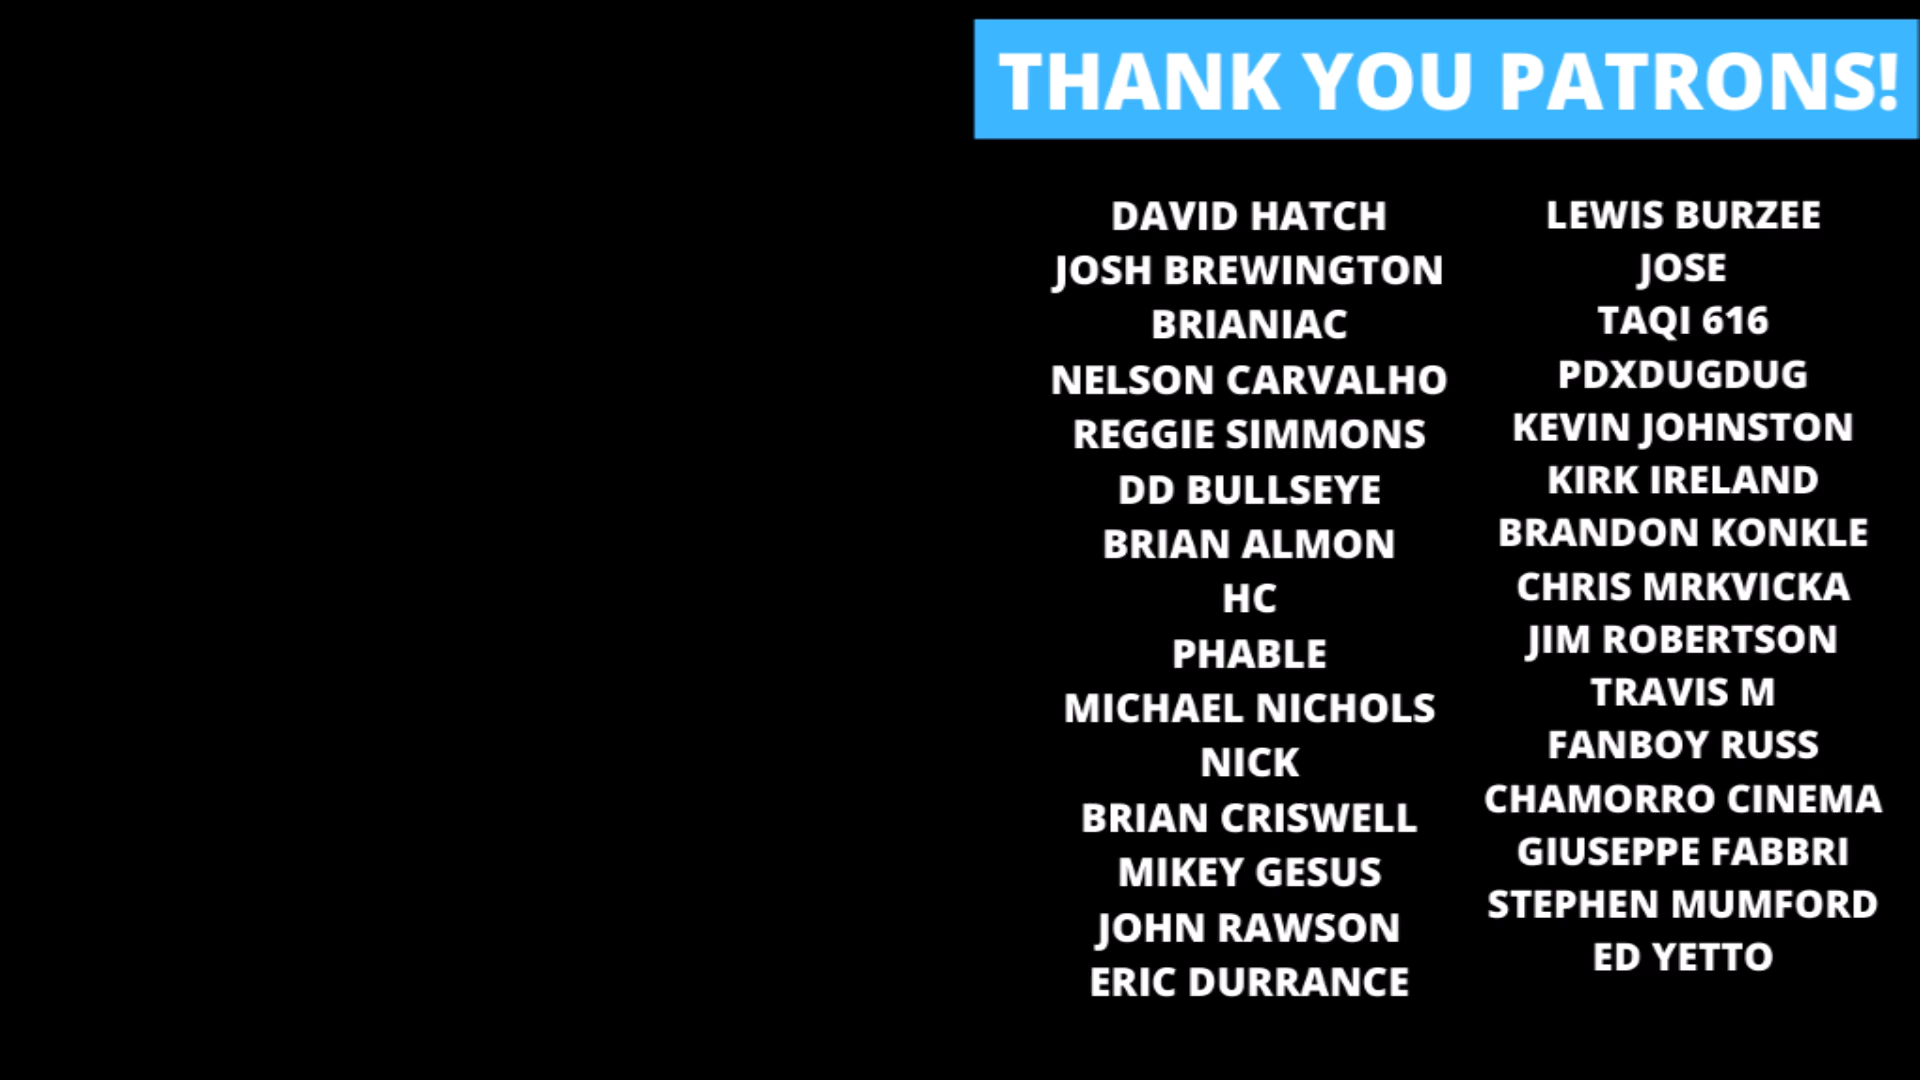 THANK YOU PATRONS!
DAVID HATCH
JOSH BREWINGTON
BRIANIAC
NELSON CARVALHO
REGGIE SIMMONS
DD BULLSEYE
BRIAN ALMON
HC
PHABLE
MICHAEL NICHOLS
NICK
BRIAN CRISWELL
MIKEY GESUS
JOHN RAWSON
ERIC DURRANCE
LEWIS BURZEE
JOSE
TAQI 616
PDXDUGDUG
KEVIN JOHNSTON
KIRK IRELAND
BRANDON KONKLE
CHRIS MRKVICKA
JIM ROBERTSON
TRAVIS M
FANBOY RUSS
CHAMORRO CINEMA
GIUSEPPE FABBRI
STEPHEN MUMFORD
ED YETTO